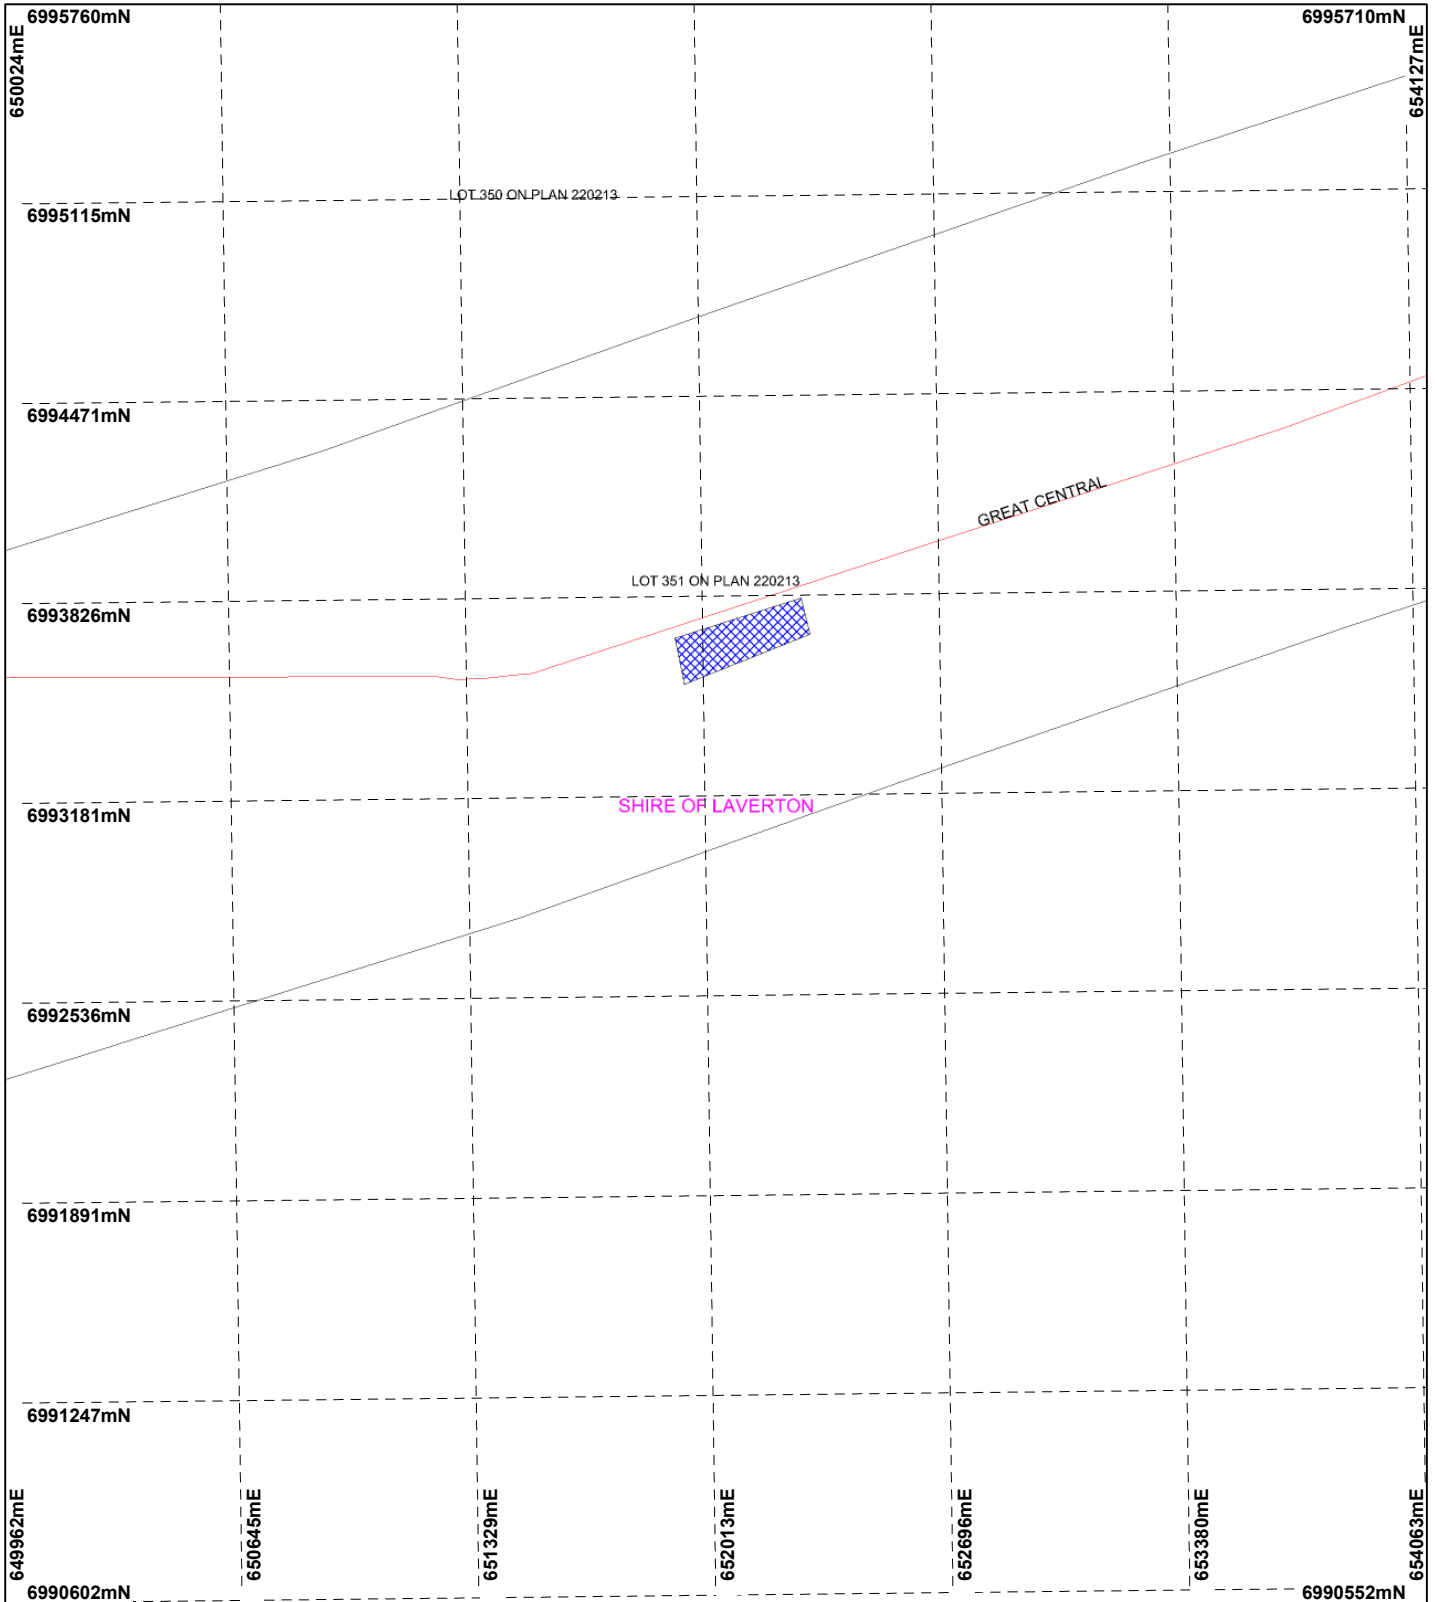 6995760mN
6995710mN
650024mE
654127mE
LOT 350 ON PLAN 220213
6995115mN
6994471mN
GREAT CENTRAL
LOT 351 ON PLAN 220213
6993826mN
SHIRE OF LAVERTON
6993181mN
6992536mN
6991891mN
6991247mN
649962mE
650645mE
651329mE
652013mE
652696mE
653380mE
654063mE
6990602mN
6990552mN